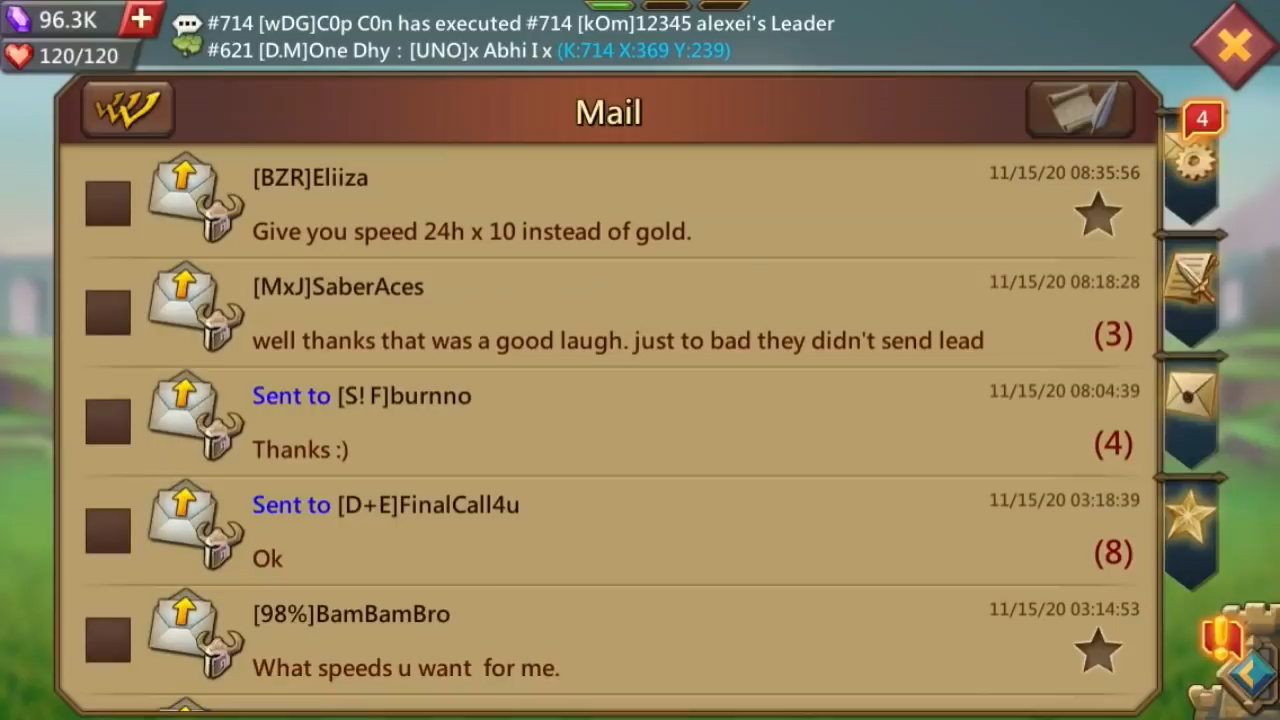 96.3K
120/120
#714 [wDG]C0p C0n has executed #714 [kOm]12345 alexei's Leader
#621 [D.M]One Dhy : [UNO]x Abhi I x (K:714 X:369 Y:239)
Mail
4
[BZR]Eliiza
11/15/20 08:35:56
Give you speed 24h x 10 instead of gold.
[MxJ]SaberAces
11/15/20 08:18:28
well thanks that was a good laugh. just to bad they didn't send lead
(3)
Sent to [S! F]burnno
11/15/20 08:04:39
Thanks :)
(4)
Sent to [D+E]FinalCall4u
11/15/20 03:18:39
Ok
(8)
[98%]BamBamBro
11/15/20 03:14:53
What speeds u want  for me.